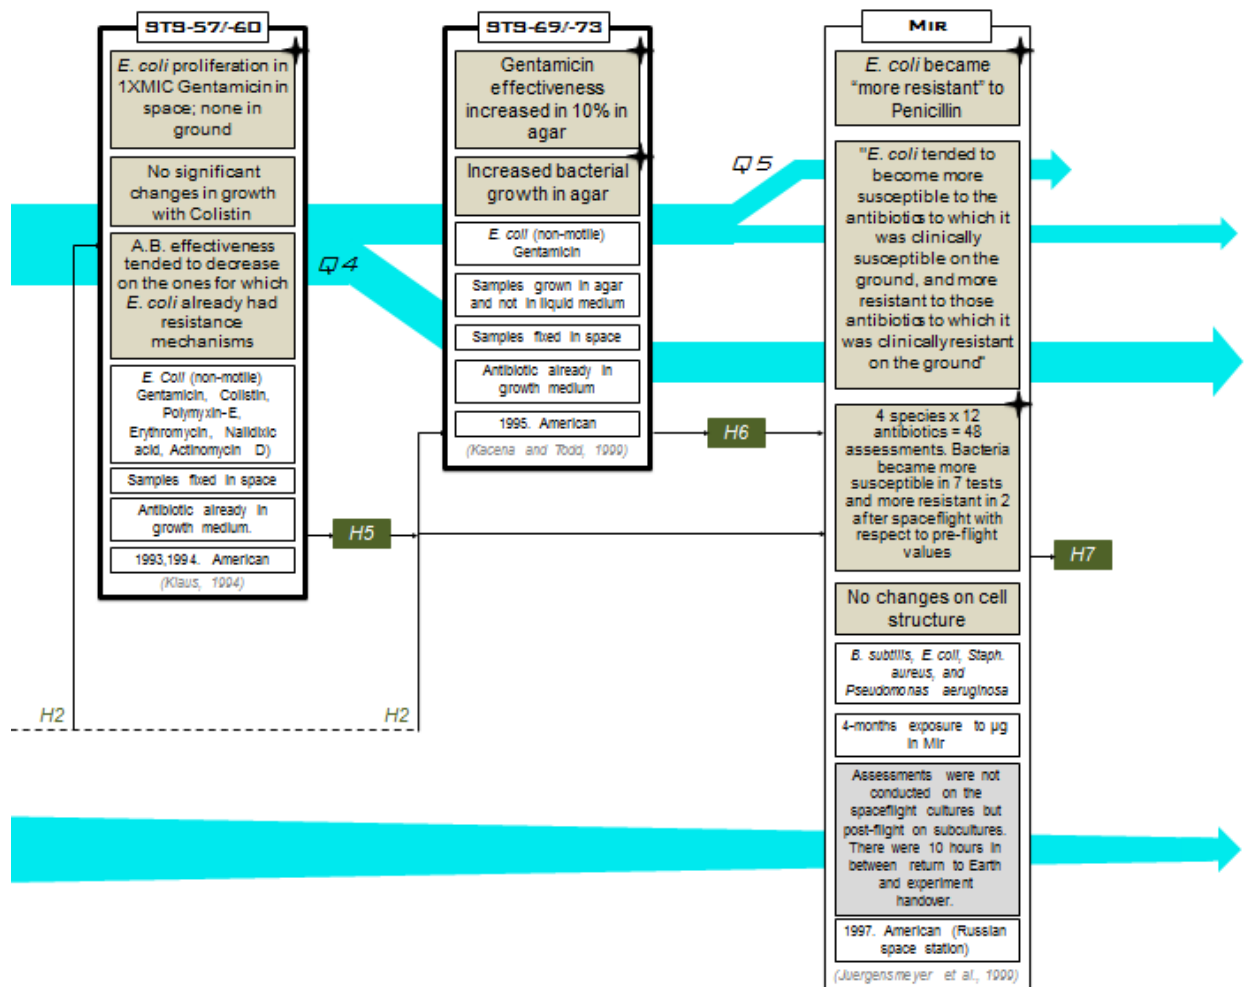 STS-57/-60
E. coli proliferation in
1XMIC Gentamicin in
space; none in
ground
No significant
changes in growth
with Colistin
A.B. effectiveness
tended to decrease
on the ones for which
E. coli already had
resistance
mechanisms
E. Coli (non-motile)
Gentamicin, Colistin,
Polymyxin-E,
Erythromycin, Nalidixic
acid, Actinomycin D)
Samples fixed in space
Antibiotic already in
growth medium.
1993,1994. American
(Klaus, 1994)
H2
Q4
H5
H2
STS-69/-73
Gentamicin
effectiveness
increased in 10% in
agar
Increased bacterial
growth in agar
E. coli (non-motile)
Gentamicin
Samples grown in agar
and not in liquid medium
Samples fixed in space
Antibiotic already in
growth medium
1995. American
(Kacena and Todd, 1999)
Q5
H6
MIR
E. coli became
“more resistant” to
Penicillin
"E. coli tended to
become more
susceptible to the
antibiotics to which it
was clinically
susceptible on the
ground, and more
resistant to those
antibiotics to which it
was clinically resistant
on the ground"
4 species x 12
antibiotics = 48
assessments. Bacteria
became more
susceptible in 7 tests
and more resistant in 2
after spaceflight with
respect to pre-flight
values
No changes on cell
structure
B. subtilis, E. coli, Staph.
aureus, and
Pseudomonas aeruginosa
4-months exposure to µg
in Mir
Assessments were not
conducted on the
spaceflight cultures but
post-flight on subcultures.
There were 10 hours in
between return to Earth
and experiment
handover.
1997. American (Russian
space station)
(Juergensmeyer et al., 1999)
H7